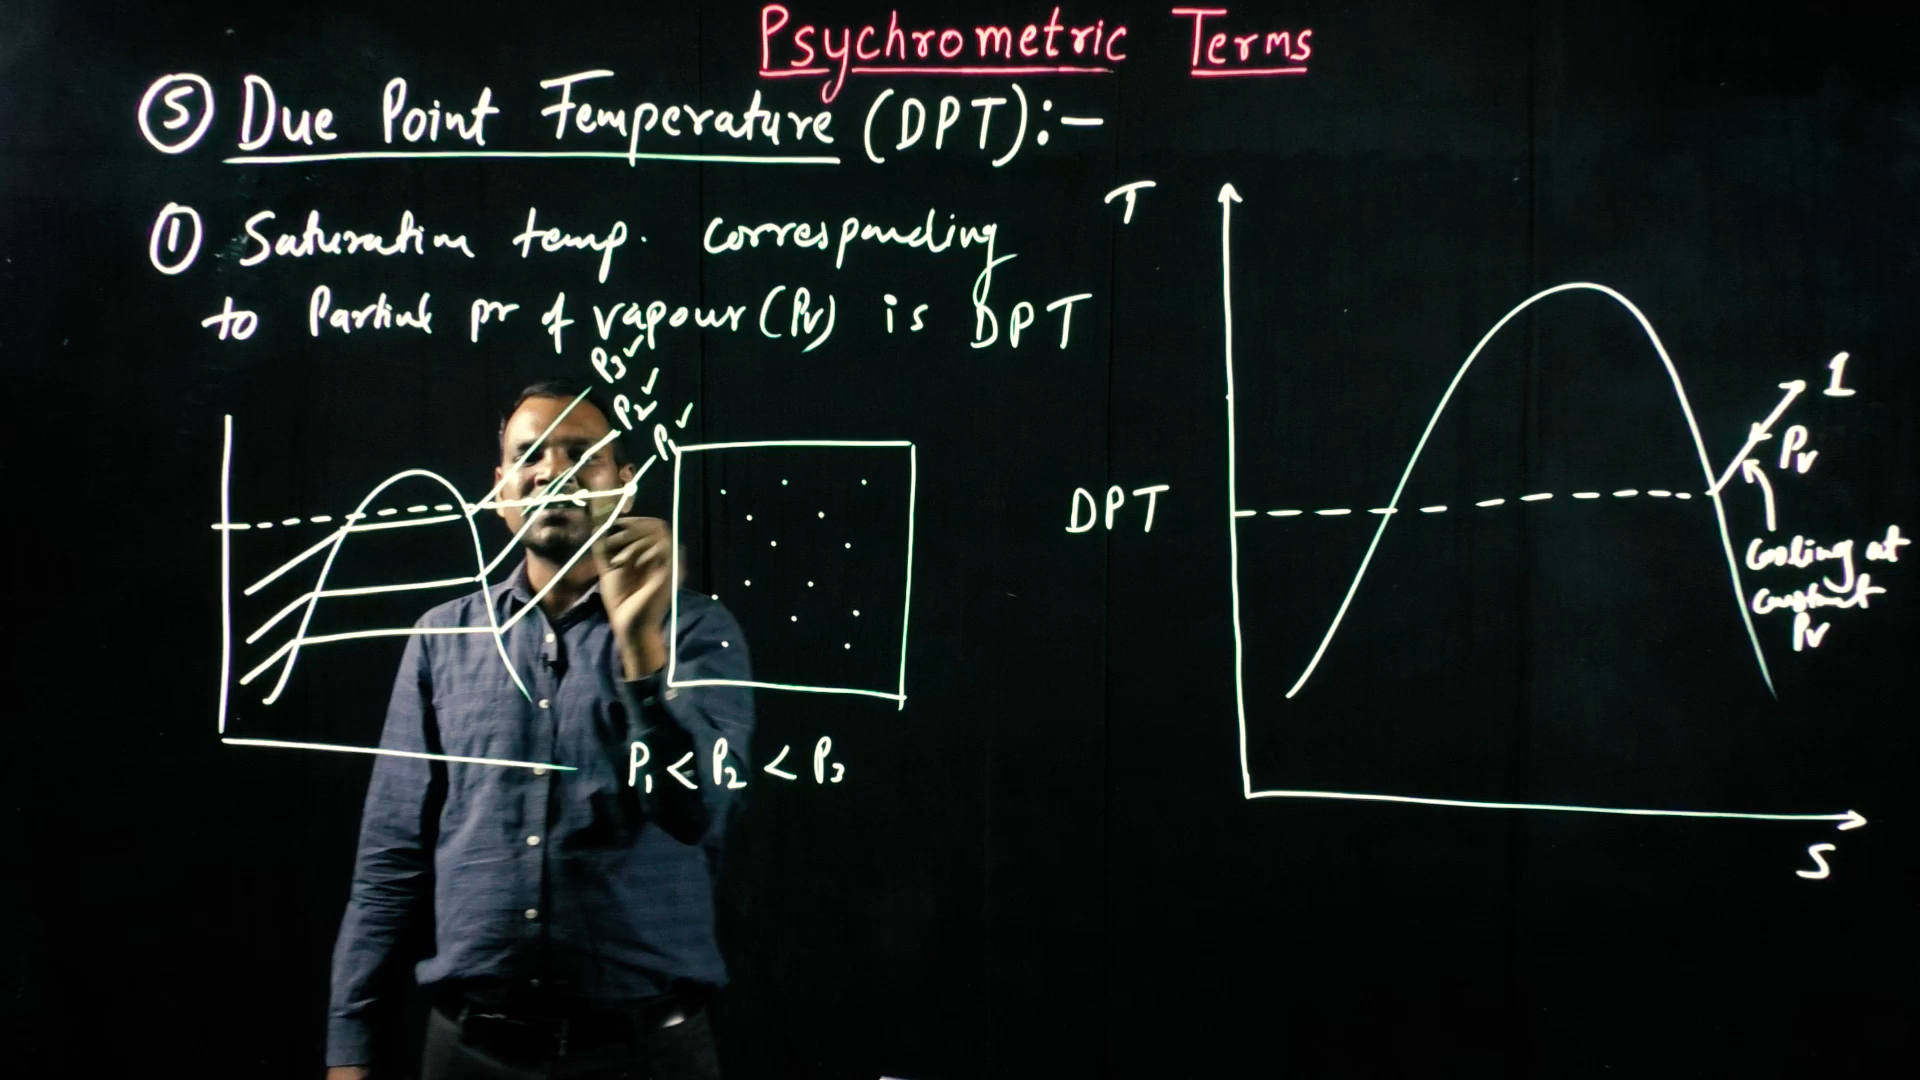 Psychrometric Terms
⑤ Due Point Temperature (DPT):-
① Saturation temp. corresponding
to Partial pr of vapour (Pv) is DPT
T
P3 ✓
P2 ✓
P1 ✓
1
Pv
DPT
Cooling at
constant
Pv
P1 < P2 < P3
S